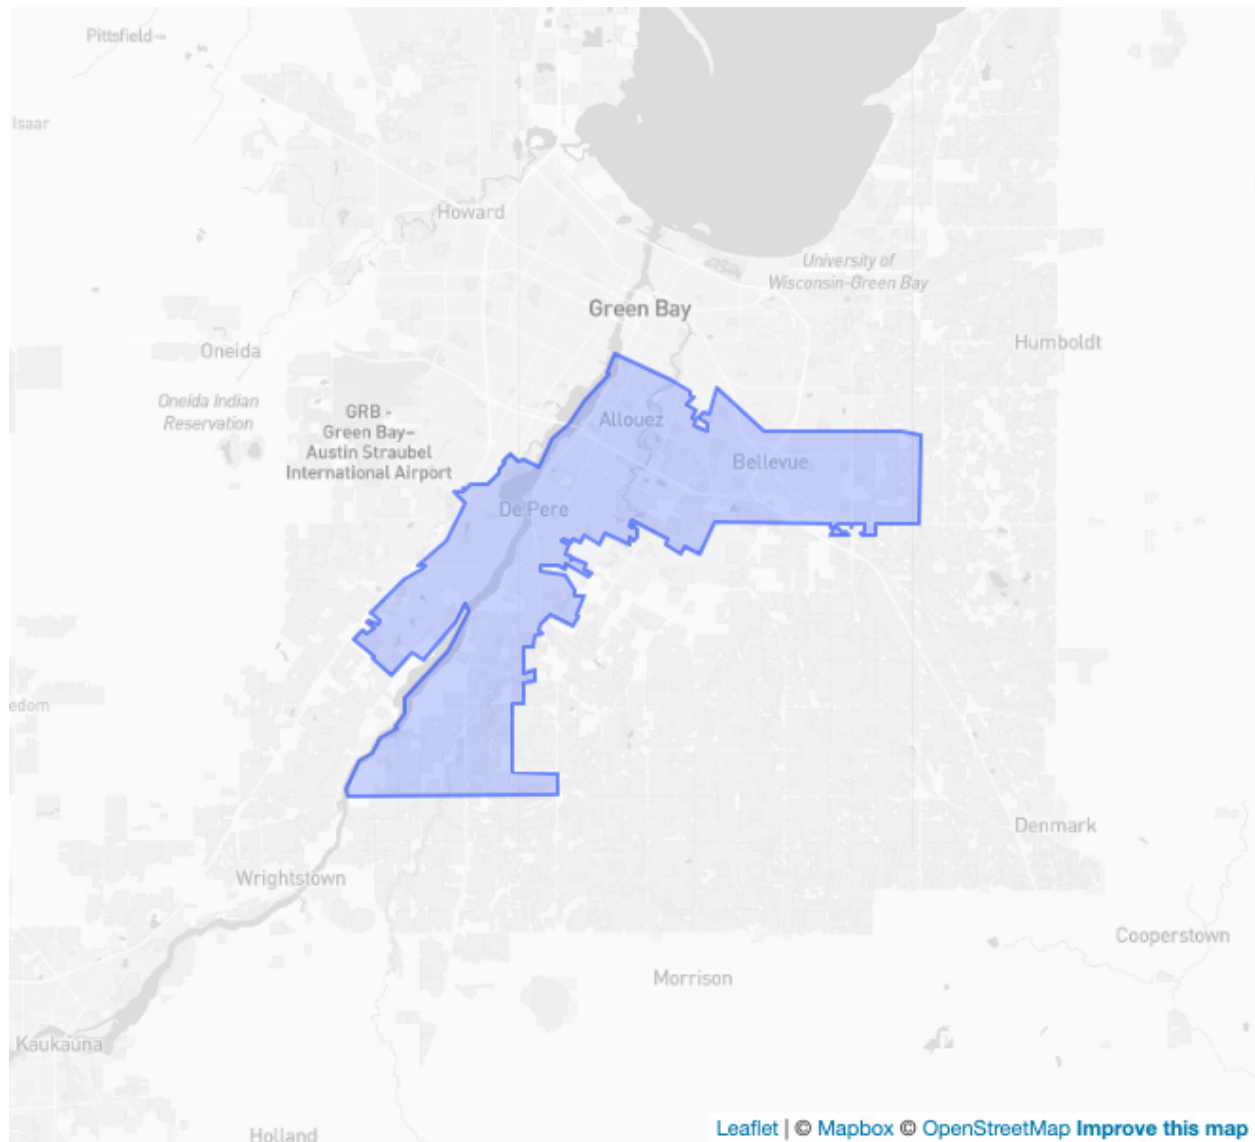 Pittsfield
Isaar
Howard
University of
Wisconsin-Green Bay
Green Bay
Humboldt
Oneida
Oneida Indian
Reservation
GRB -
Green Bay–
Austin Straubel
International Airport
Allouez
Bellevue
De Pere
edom
Denmark
Wrightstown
Cooperstown
Morrison
Kaukauna
Holland
Leaflet | © Mapbox © OpenStreetMap Improve this map